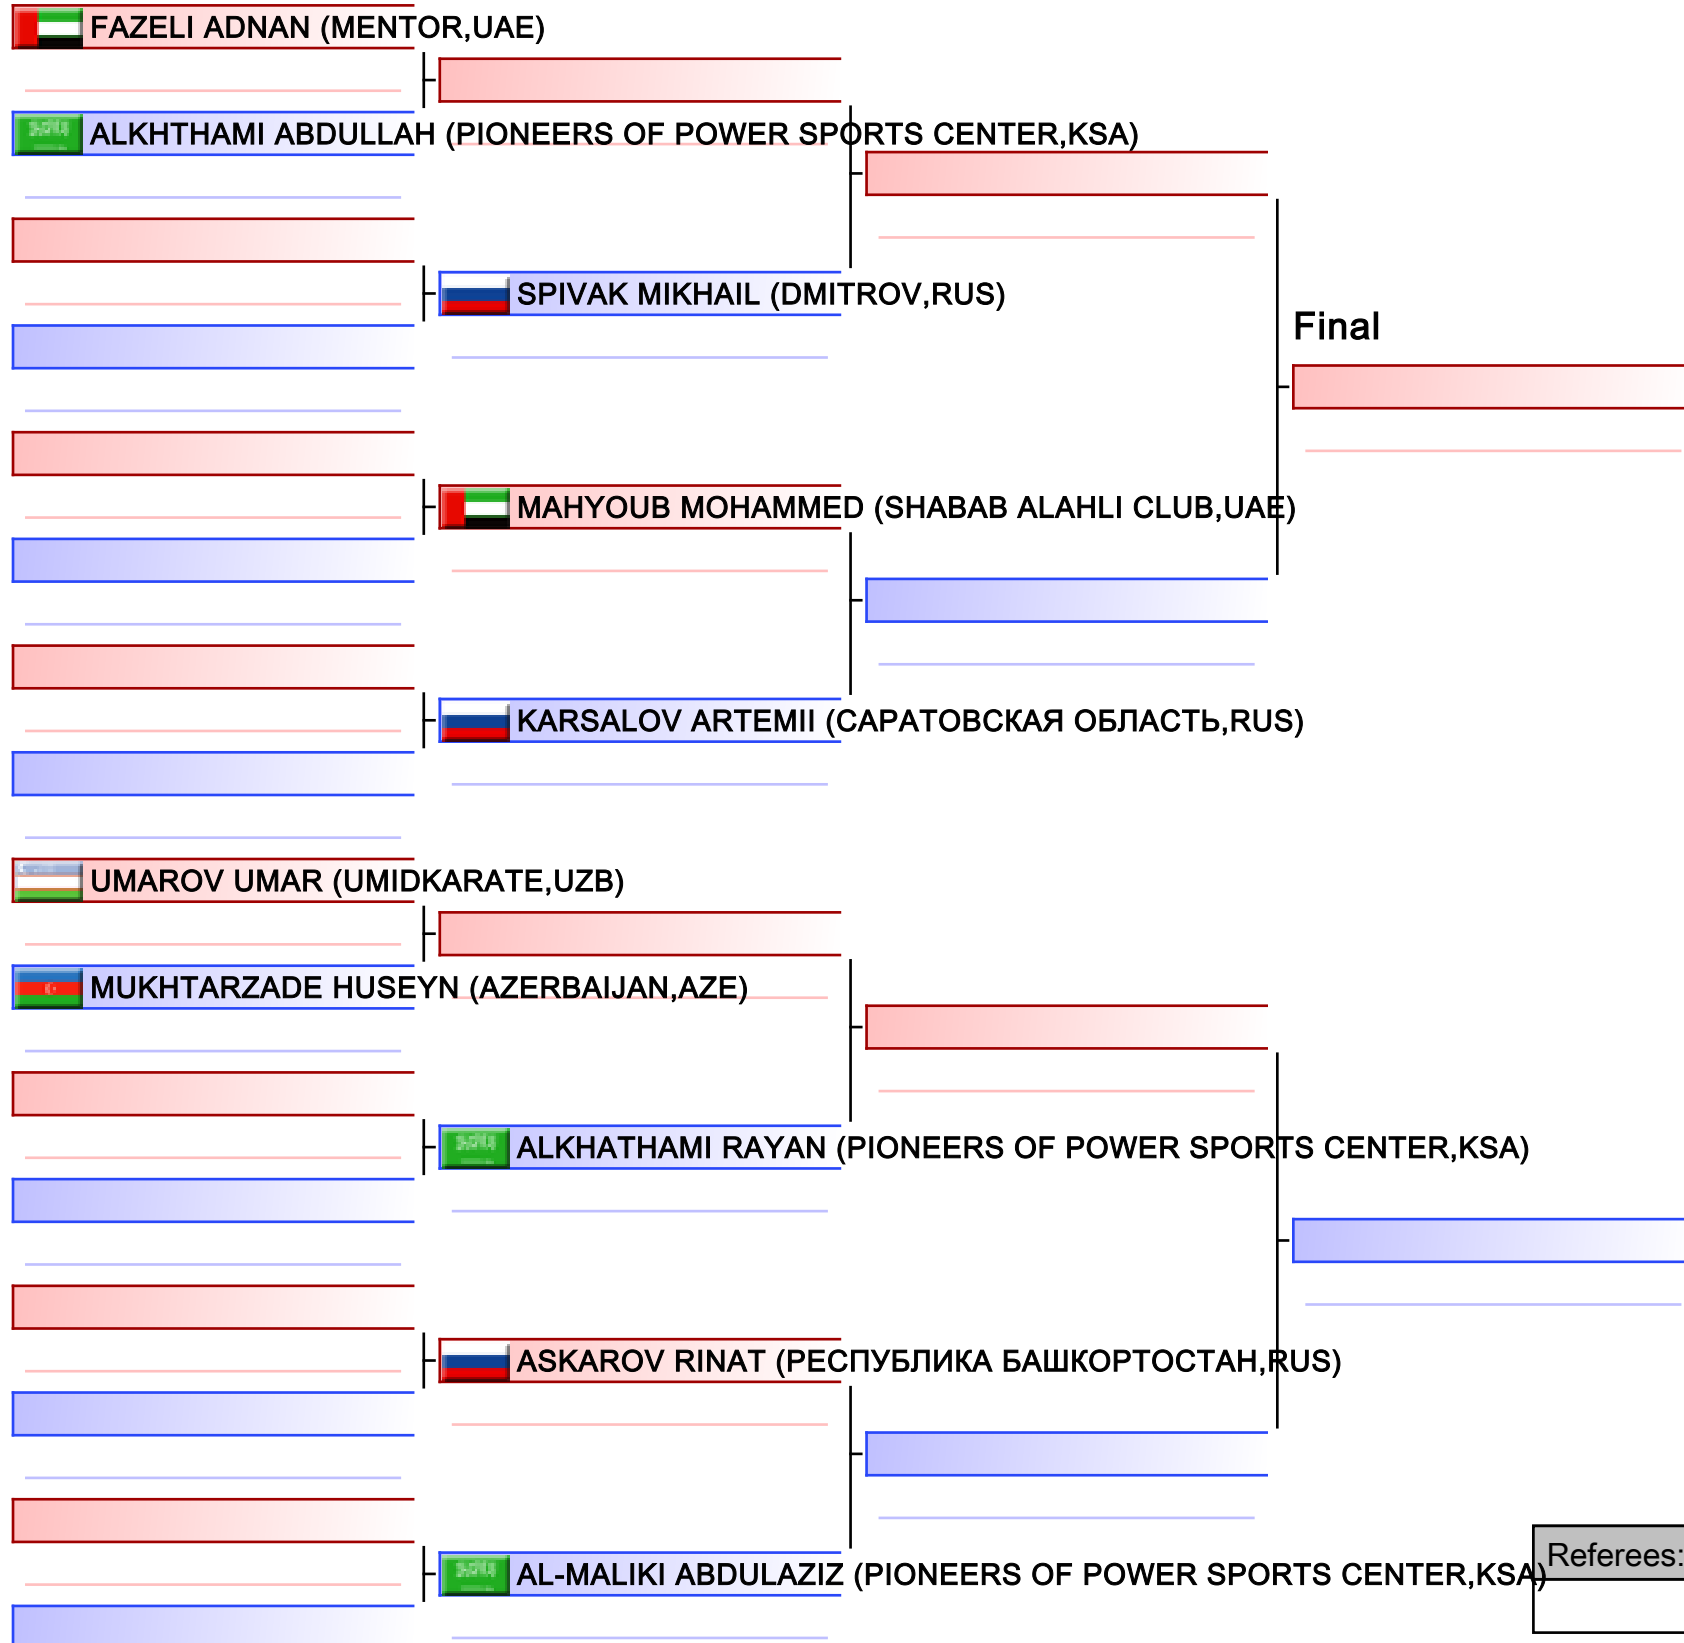 FAZELI ADNAN (MENTOR,UAE)
ALKHTHAMI ABDULLAH (PIONEERS OF POWER SPORTS CENTER,KSA)
SPIVAK MIKHAIL (DMITROV,RUS)
Final
MAHYOUB MOHAMMED (SHABAB ALAHLI CLUB,UAE)
KARSALOV ARTEMII (САРАТОВСКАЯ ОБЛАСТЬ,RUS)
UMAROV UMAR (UMIDKARATE,UZB)
MUKHTARZADE HUSEYN (AZERBAIJAN,AZE)
ALKHATHAMI RAYAN (PIONEERS OF POWER SPORTS CENTER,KSA)
ASKAROV RINAT (РЕСПУБЛИКА БАШКОРТОСТАН,RUS)
AL-MALIKI ABDULAZIZ (PIONEERS OF POWER SPORTS CENTER,KSA)
Referees: